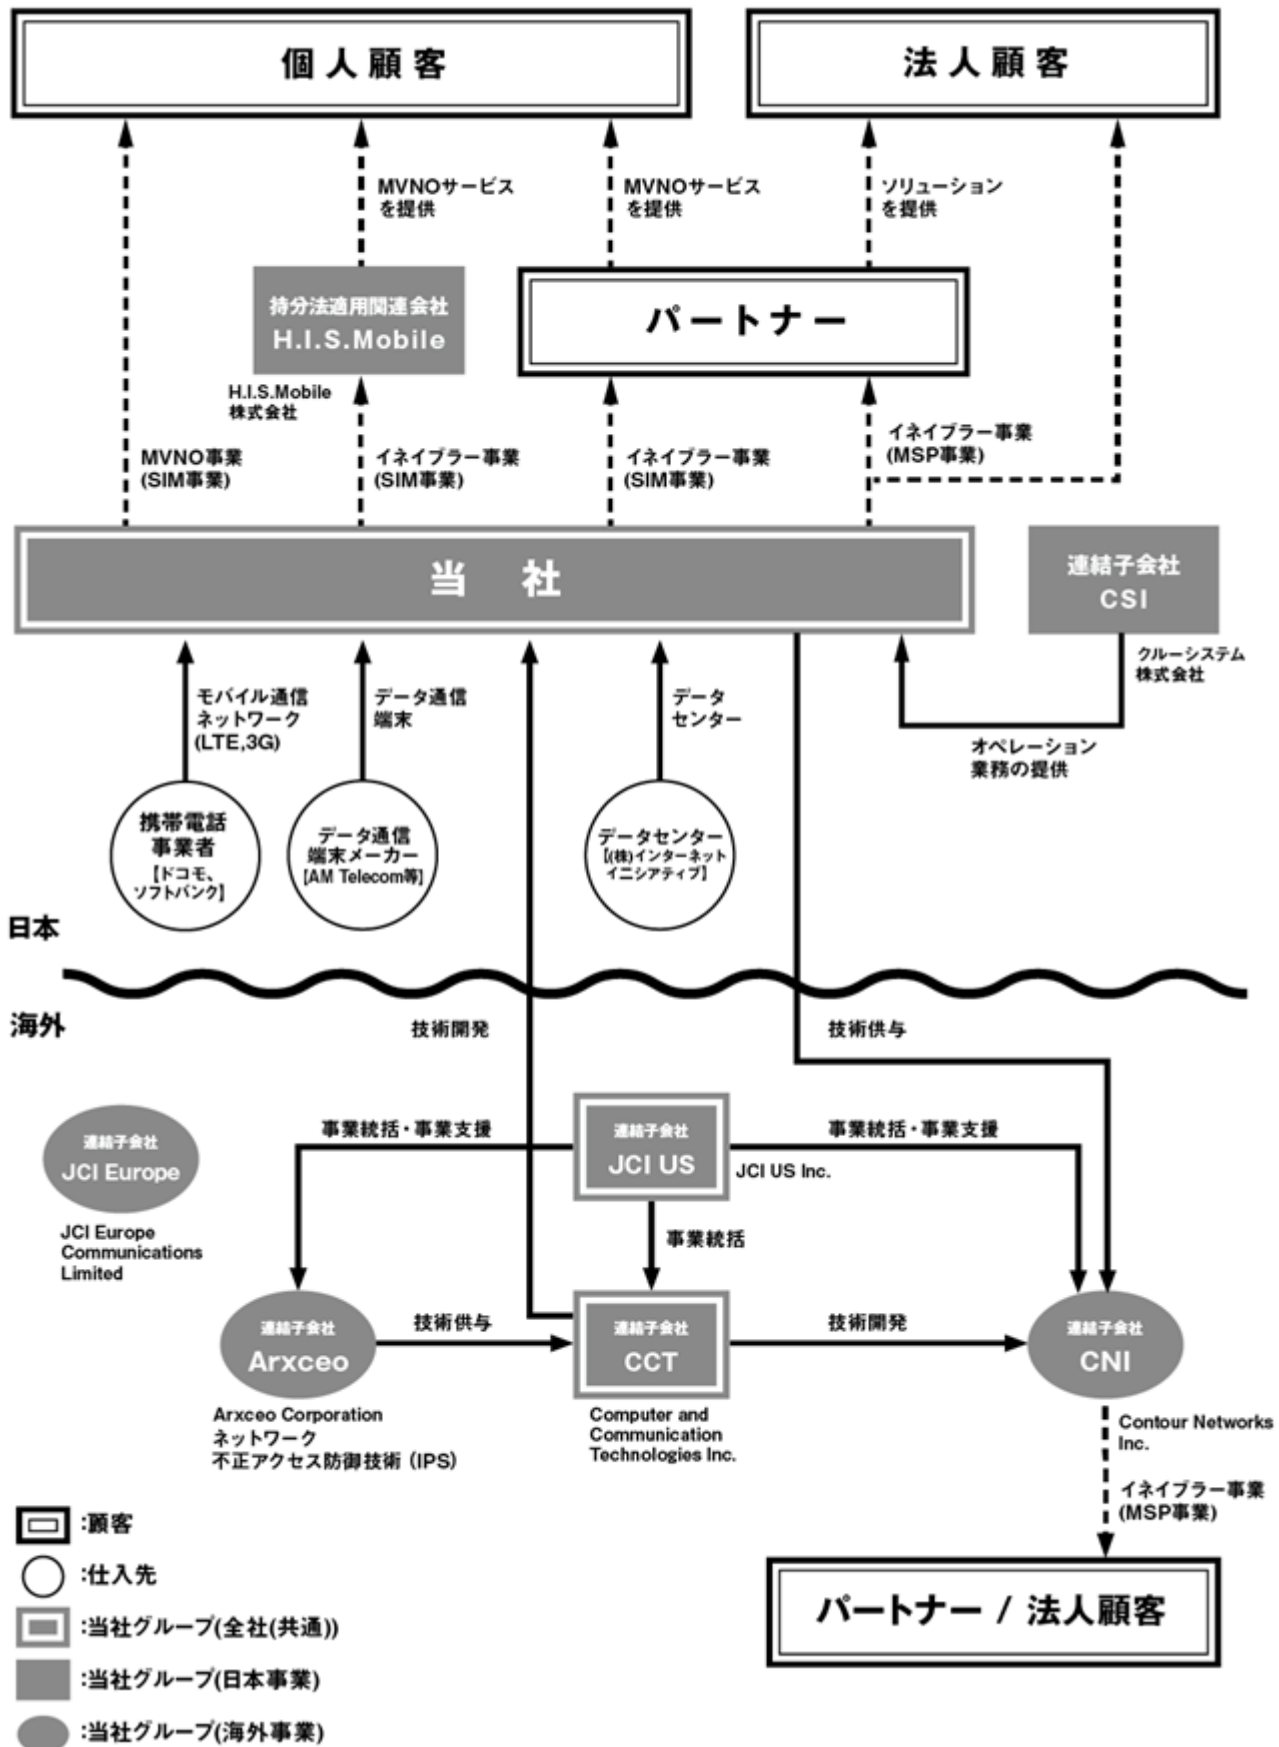 個人顧客
法人顧客
MVNOサービス
を提供
MVNOサービス
を提供
ソリューション
を提供
持分法適用関連会社
H.I.S.Mobile
パートナー
H.I.S.Mobile
株式会社
MVNO事業
(SIM事業)
イネイブラー事業
(SIM事業)
イネイブラー事業
(SIM事業)
イネイブラー事業
(MSP事業)
当 社
連結子会社
CSI
クルーシステム
株式会社
モバイル通信
ネットワーク
(LTE,3G)
データ通信
端末
データ
センター
オペレーション
業務の提供
携帯電話
事業者
【ドコモ、
ソフトバンク】
データ通信
端末メーカー
【AM Telecom等】
データセンター
【(株)インターネット
イニシアティブ】
日本
海外
技術開発
技術供与
連結子会社
JCI Europe
JCI Europe
Communications
Limited
事業統括・事業支援
連結子会社
JCI US
JCI US Inc.
事業統括・事業支援
事業統括
連結子会社
Arxceo
技術供与
連結子会社
CCT
技術開発
連結子会社
CNI
Arxceo Corporation
ネットワーク
不正アクセス防御技術（IPS）
Computer and
Communication
Technologies Inc.
Contour Networks
Inc.
イネイブラー事業
(MSP事業)
パートナー / 法人顧客
:顧客
:仕入先
:当社グループ(全社(共通))
:当社グループ(日本事業)
:当社グループ(海外事業)